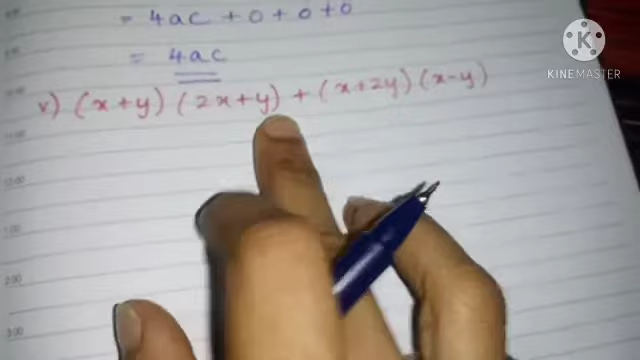 = 4ac + 0 + 0 + 0
= 4ac
v) (x+y) (2x+y) + (x+2y) (x-y)
KINEMASTER